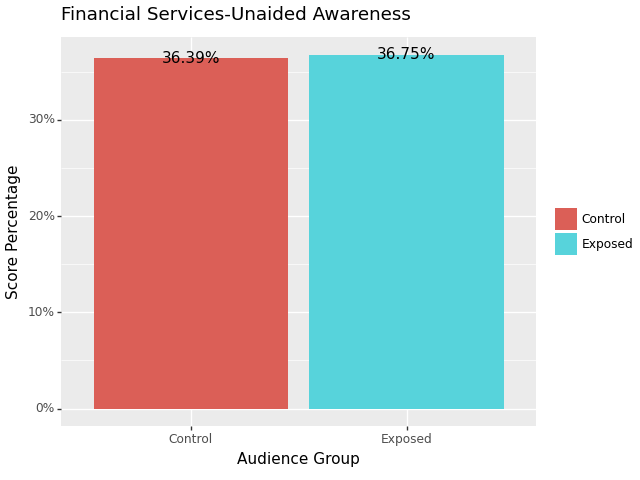 Financial Services-Unaided Awareness
36.39%
36.75%
30%
20%
10%
0%
Score Percentage
Control
Exposed
Audience Group
Control
Exposed